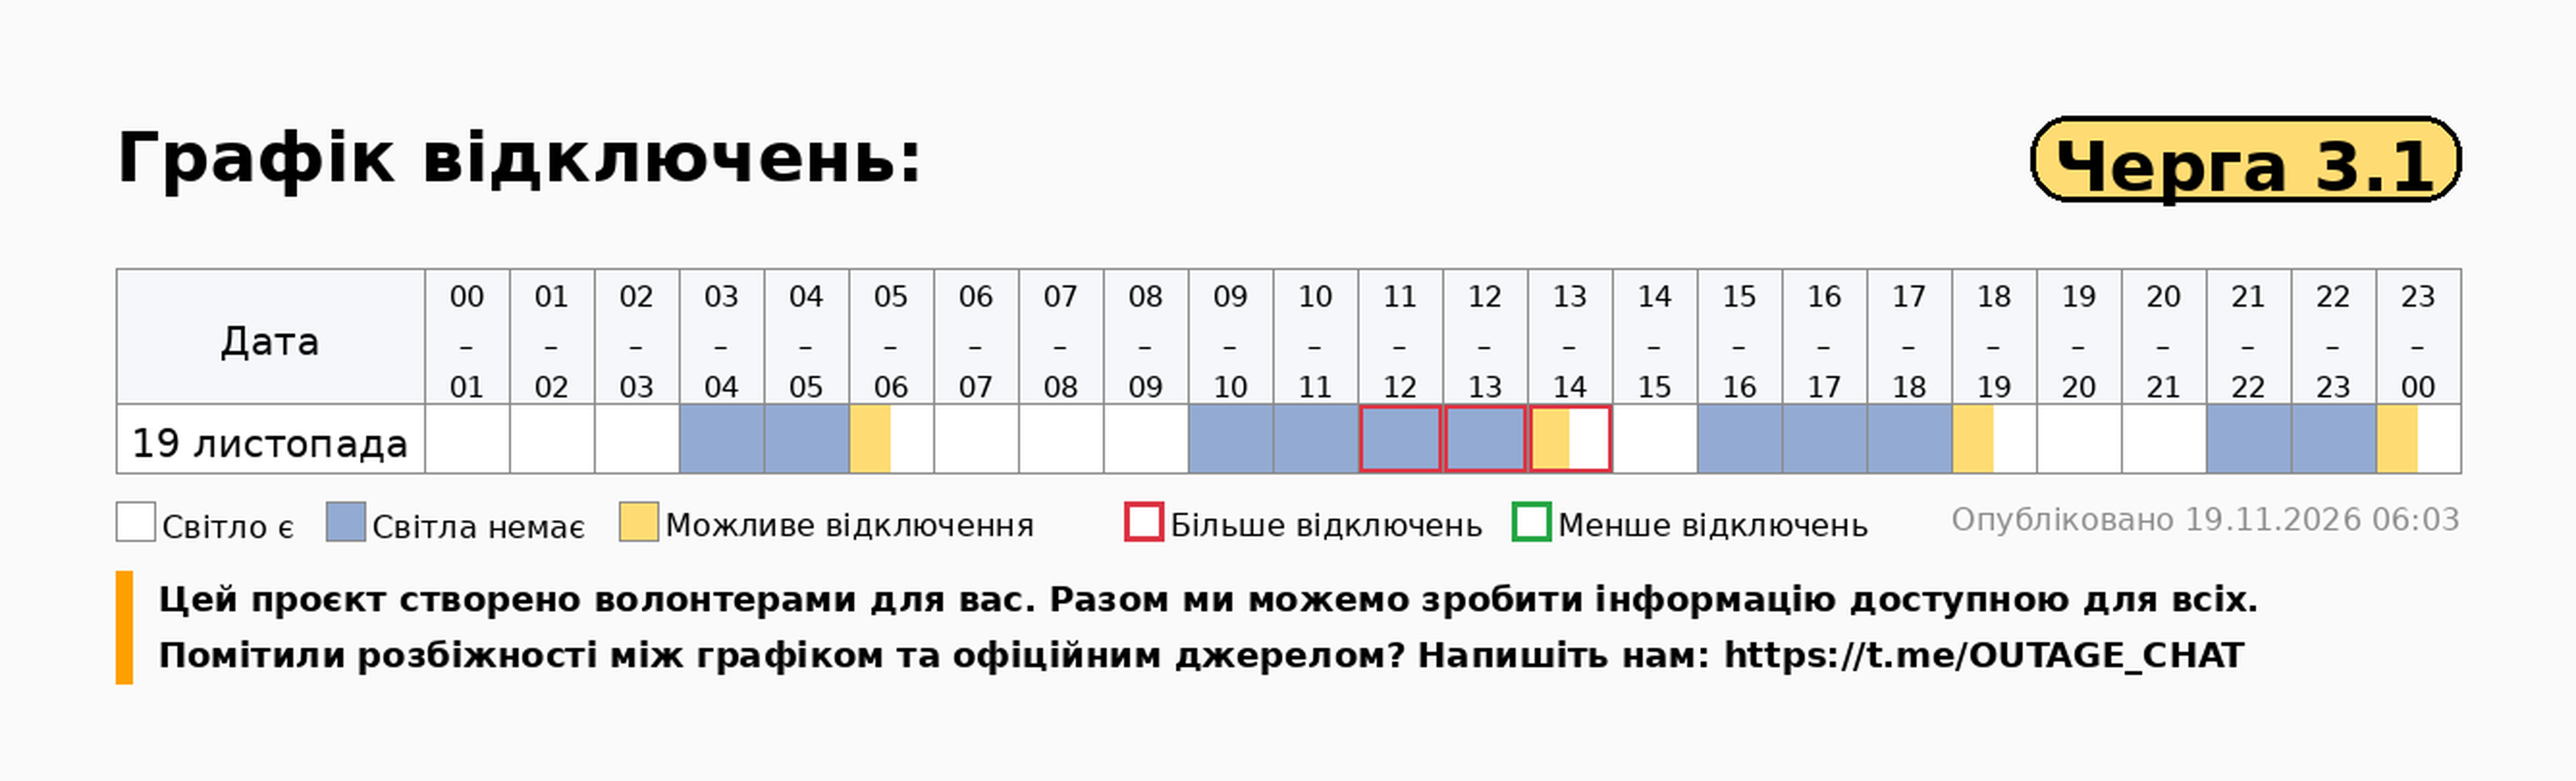 Графік відключень:
Черга 3.1
Дата 00 – 01 01 – 02 02 – 03 03 – 04 04 – 05 05 – 06 06 – 07 07 – 08 08 – 09 09 – 10 10 – 11 11 – 12 12 – 13 13 – 14 14 – 15 15 – 16 16 – 17 17 – 18 18 – 19 19 – 20 20 – 21 21 – 22 22 – 23 23 – 00
19 листопада
Світло є Світла немає Можливе відключення Більше відключень Менше відключень Опубліковано 19.11.2026 06:03
Цей проєкт створено волонтерами для вас. Разом ми можемо зробити інформацію доступною для всіх.
Помітили розбіжності між графіком та офіційним джерелом? Напишіть нам: https://t.me/OUTAGE_CHAT